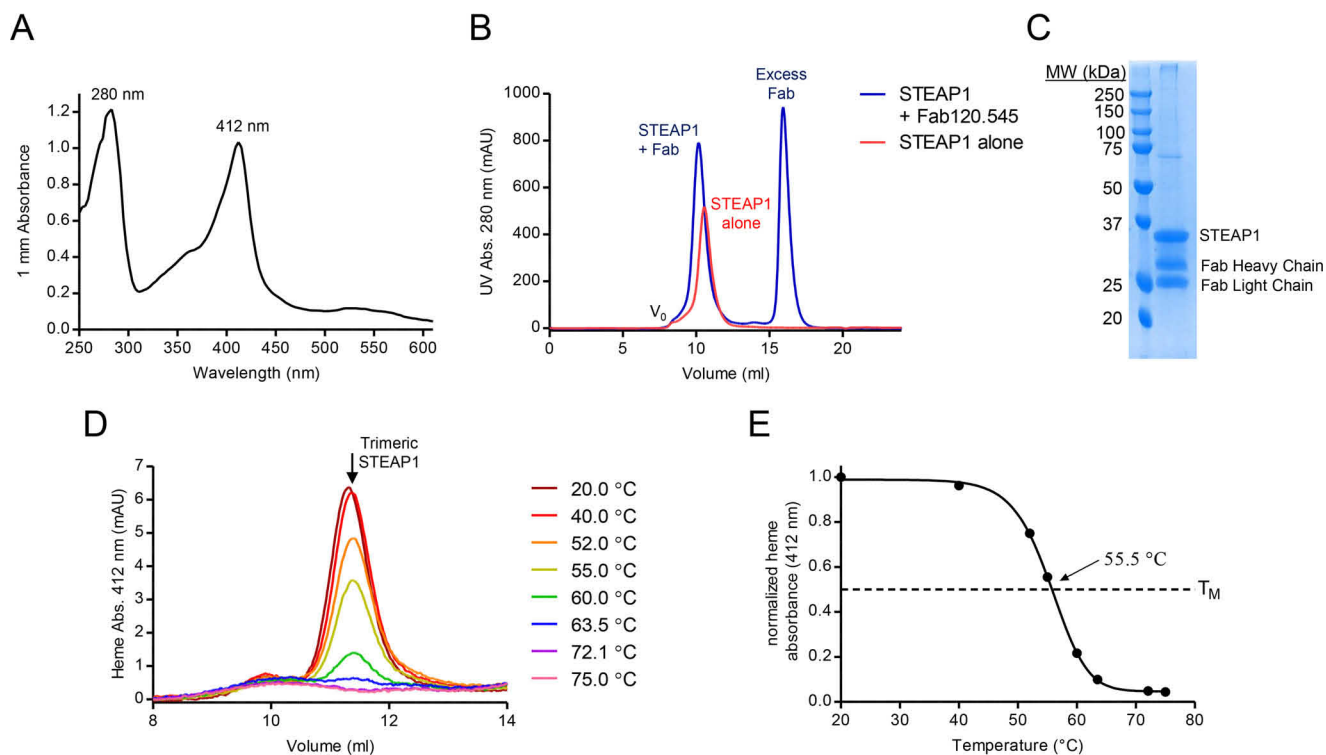 A
280 nm
412 nm
1.2
1.0
0.8
0.6
0.4
0.2
0.0
250 300 350 400 450 500 550 600
1 mm Absorbance
Wavelength (nm)
B
1000
800
600
400
200
0
0 5 10 15 20
UV Abs. 280 nm (mAU)
Volume (ml)
STEAP1
+ Fab
STEAP1
alone
Excess
Fab
V0
STEAP1
+ Fab120.545
STEAP1 alone
C
MW (kDa)
250
150
100
75
50
37
25
20
STEAP1
Fab Heavy Chain
Fab Light Chain
D
Trimeric
STEAP1
7
6
5
4
3
2
1
0
8 10 12 14
Heme Abs. 412 nm (mAU)
Volume (ml)
20.0 °C
40.0 °C
52.0 °C
55.0 °C
60.0 °C
63.5 °C
72.1 °C
75.0 °C
E
1.0
0.8
0.6
0.4
0.2
0.0
20 30 40 50 60 70 80
normalized heme
absorbance (412 nm)
Temperature (°C)
55.5 °C
TM